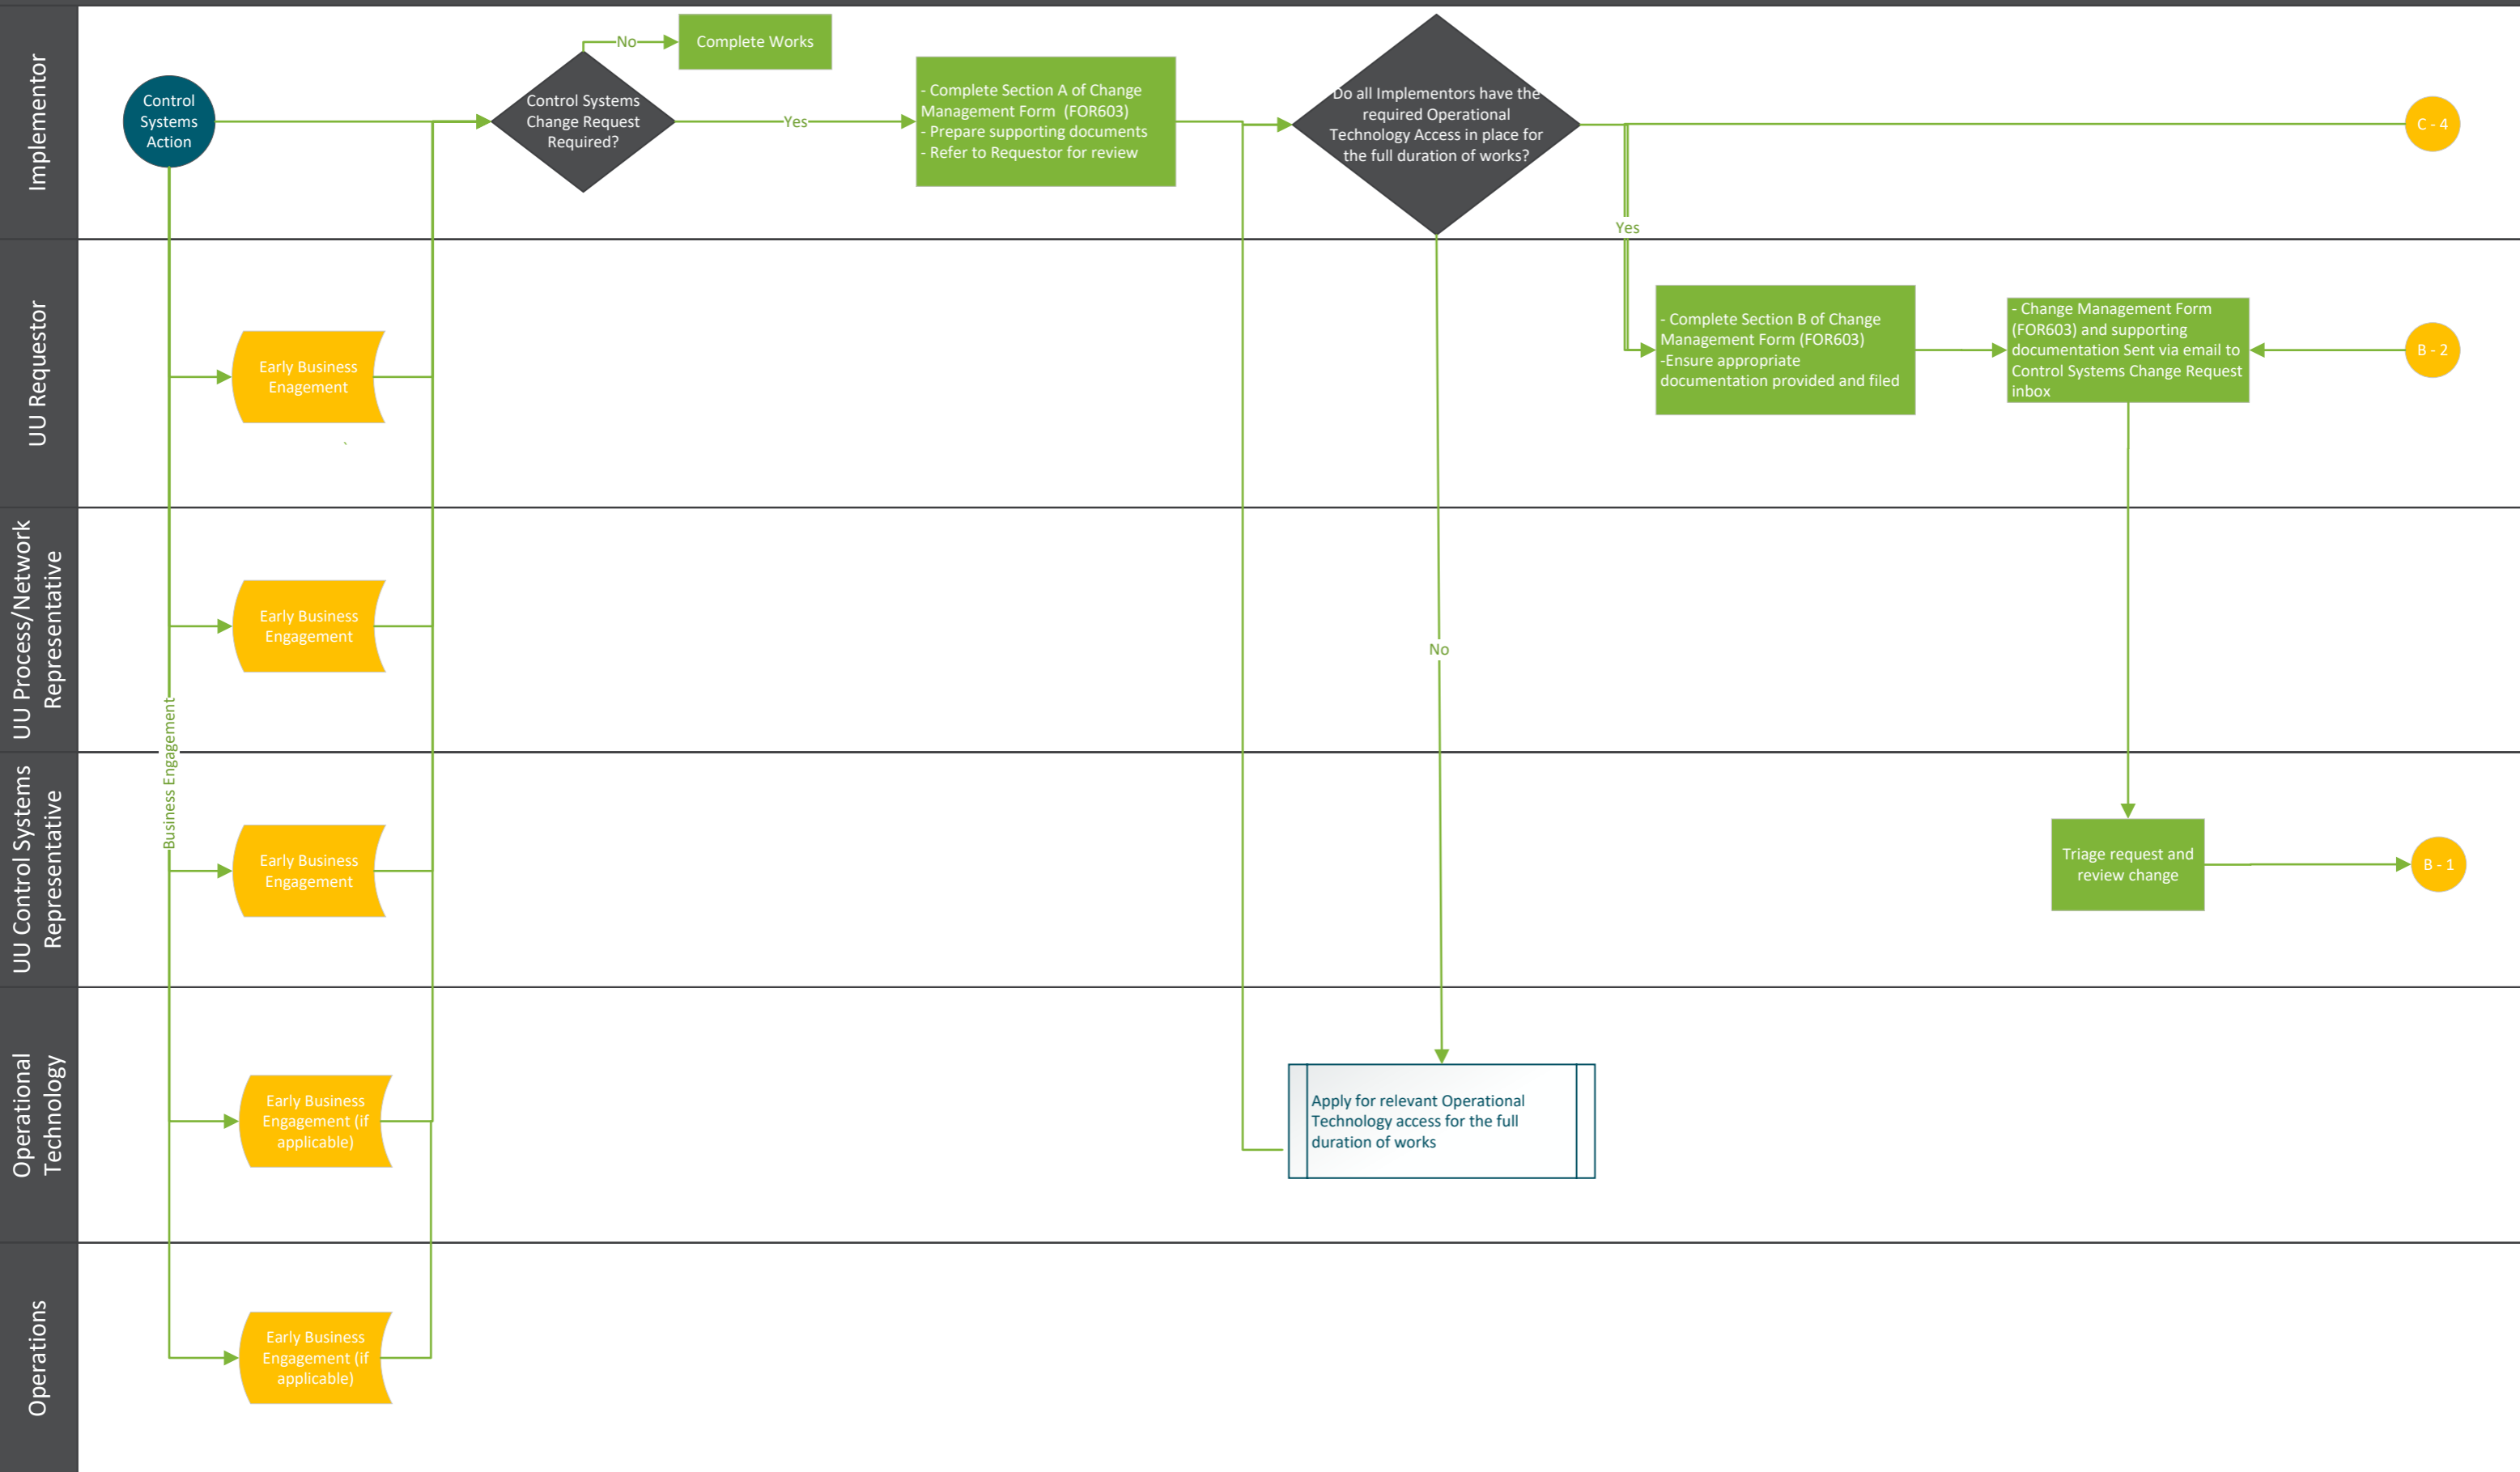 Implementor
Control
Systems
Action
Control Systems
Change Request
Required?
No
Complete Works
Yes
- Complete Section A of Change
Management Form  (FOR603)
- Prepare supporting documents
- Refer to Requestor for review
Do all Implementors have the
required Operational
Technology Access in place for
the full duration of works?
C - 4
Yes
UU Requestor
Early Business
Enagement
`
- Complete Section B of Change
Management Form (FOR603)
-Ensure appropriate
documentation provided and filed
- Change Management Form
(FOR603) and supporting
documentation Sent via email to
Control Systems Change Request
inbox
B - 2
UU Process/Network
Representative
Early Business
Engagement
No
Business Engagement
UU Control Systems
Representative
Early Business
Engagement
Triage request and
review change
B - 1
Operational
Technology
Early Business
Engagement (if
applicable)
Apply for relevant Operational
Technology access for the full
duration of works
Operations
Early Business
Engagement (if
applicable)